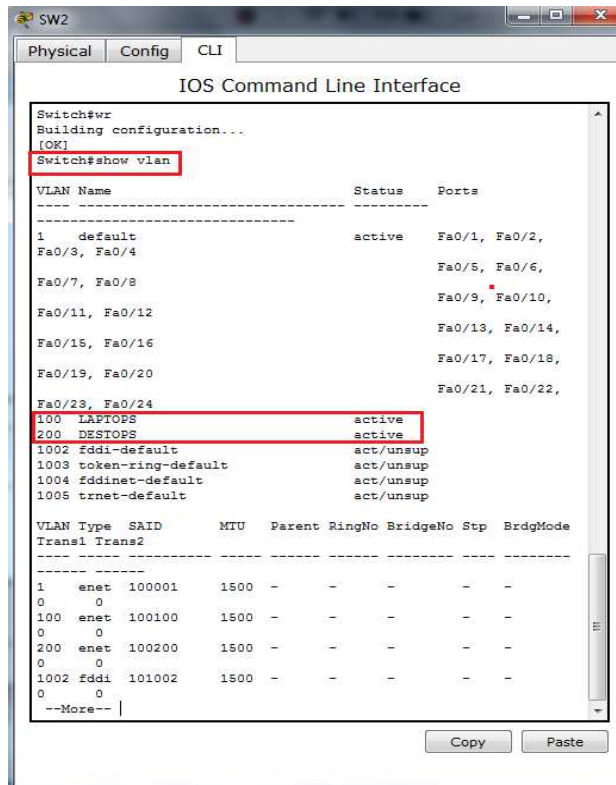 SW2
Physical Config CLI
IOS Command Line Interface
Switch#wr
Building configuration...
[OK]
Switch#show vlan
VLAN Name                             Status    Ports
---- -------------------------------- ---------
-------------------------------
1    default                          active    Fa0/1, Fa0/2,
Fa0/3, Fa0/4
                                                Fa0/5, Fa0/6,
Fa0/7, Fa0/8
                                                Fa0/9, Fa0/10,
Fa0/11, Fa0/12
                                                Fa0/13, Fa0/14,
Fa0/15, Fa0/16
                                                Fa0/17, Fa0/18,
Fa0/19, Fa0/20
                                                Fa0/21, Fa0/22,
Fa0/23, Fa0/24
100  LAPTOPS                          active
200  DESTOPS                          active
1002 fddi-default                     act/unsup
1003 token-ring-default               act/unsup
1004 fddinet-default                  act/unsup
1005 trnet-default                    act/unsup
VLAN Type  SAID       MTU   Parent RingNo BridgeNo Stp  BrdgMode
Trans1 Trans2
---- ----- ---------- ----- ------ ------ -------- ---- --------
------ ------
1    enet  100001     1500  -      -      -        -    -
0      0
100  enet  100100     1500  -      -      -        -    -
0      0
200  enet  100200     1500  -      -      -        -    -
0      0
1002 fddi  101002     1500  -      -      -        -    -
0      0
 --More--
Copy Paste